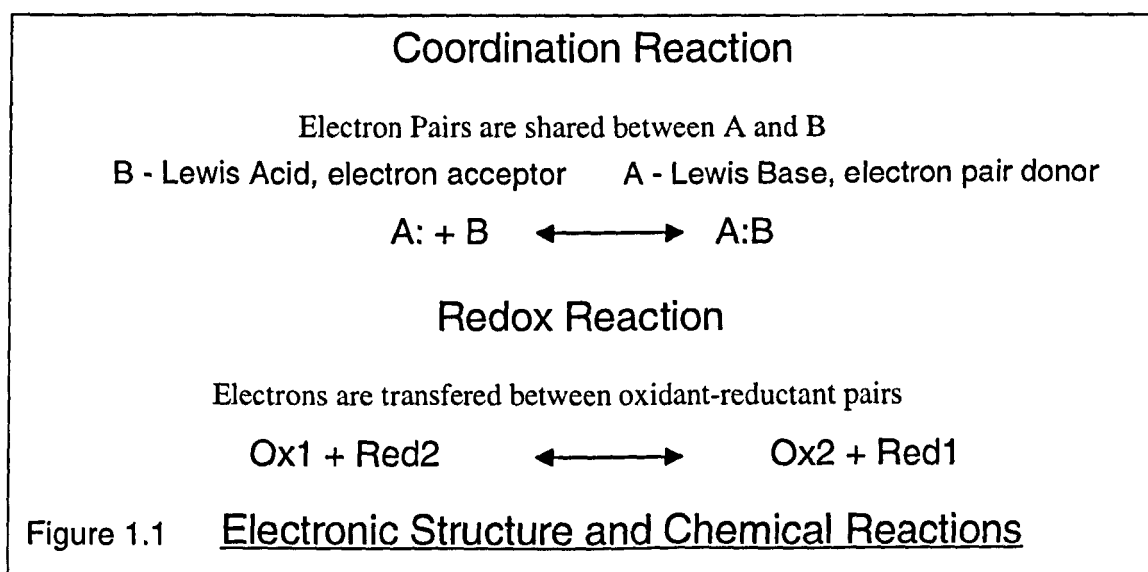 Coordination Reaction
Electron Pairs are shared between A and B
B - Lewis Acid, electron acceptor A - Lewis Base, electron pair donor
A: + B ⟷ A:B
Redox Reaction
Electrons are transfered between oxidant-reductant pairs
Ox1 + Red2 ⟷ Ox2 + Red1
Figure 1.1 Electronic Structure and Chemical Reactions